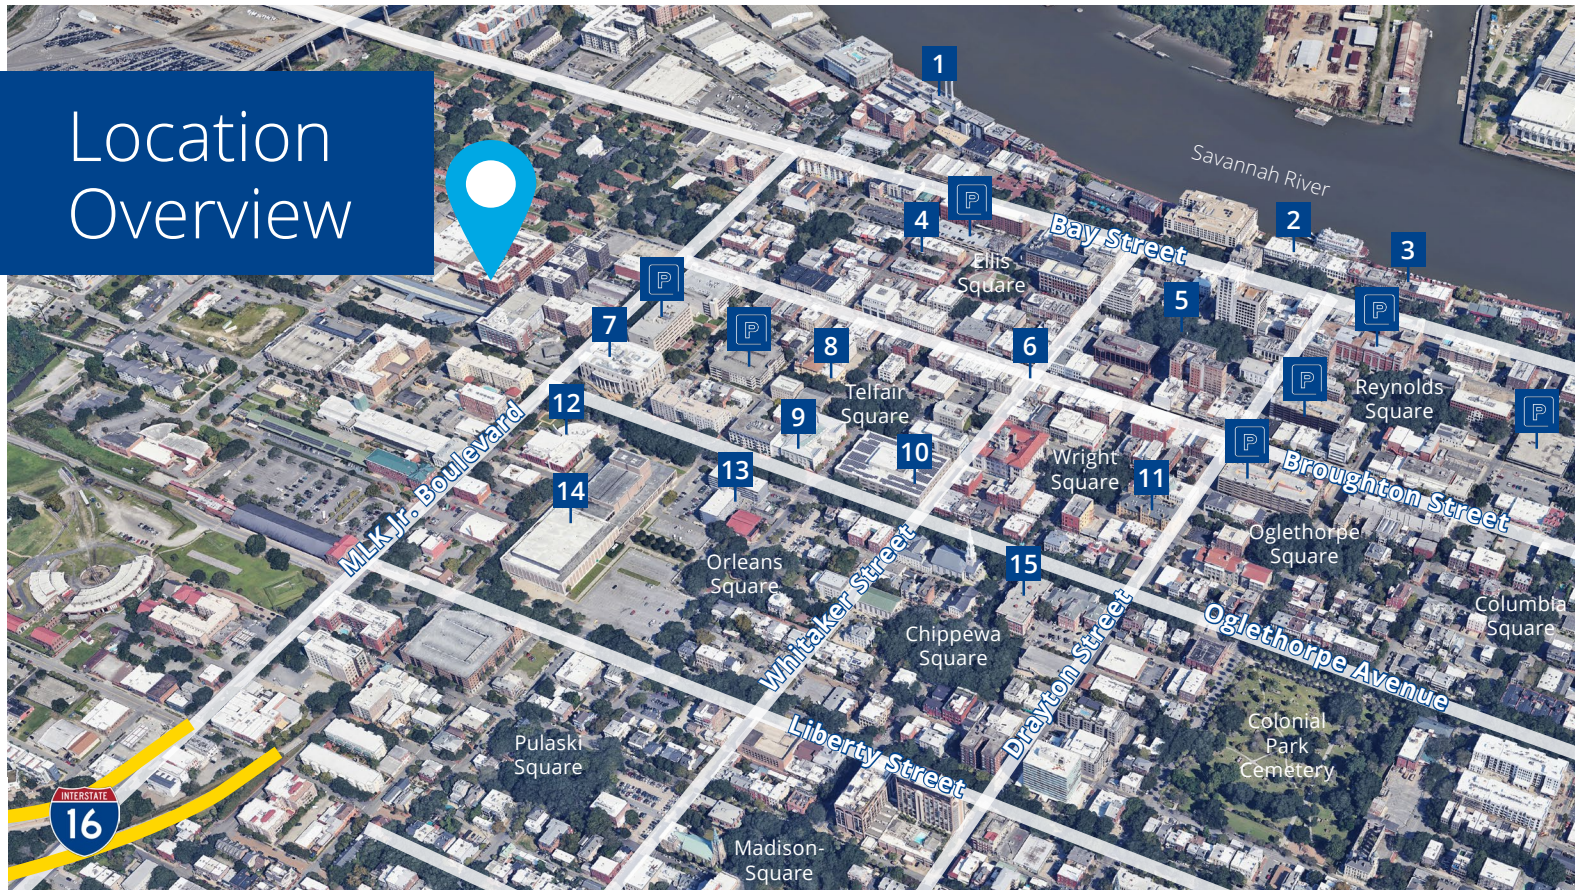 Location
Overview
1
Savannah River
P
4
2
Bay Street
3
Ellis
Square
P
5
P
7
P
6
8
P
Reynolds
Square
Telfair
Square
12
P
9
P
10
Wright
Square
11
Broughton Street
13
14
MLK Jr. Boulevard
Oglethorpe
Square
Orleans
Square
15
Whitaker Street
Columbia
Square
Oglethorpe Avenue
Chippewa
Square
Drayton Street
Colonial
Park
Cemetery
Liberty Street
Pulaski
Square
INTERSTATE
16
Madison-
Square